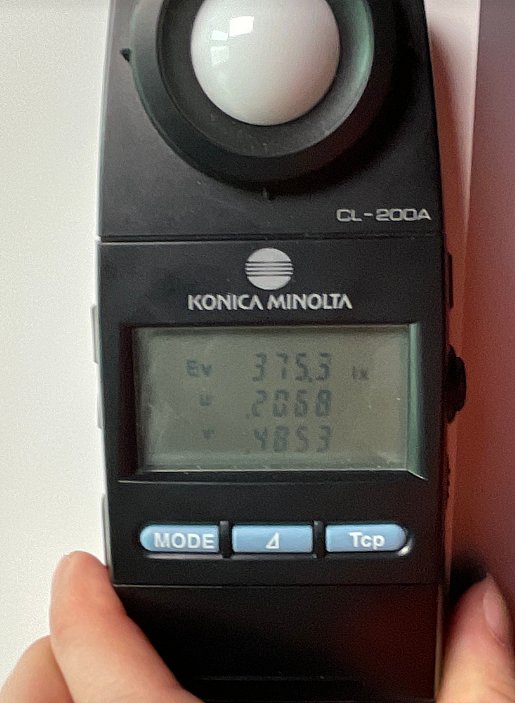 CL-200A
KONICA MINOLTA
Ev 375.3 lx
u' .2068
v' .4853
MODE ⊿ Tcp